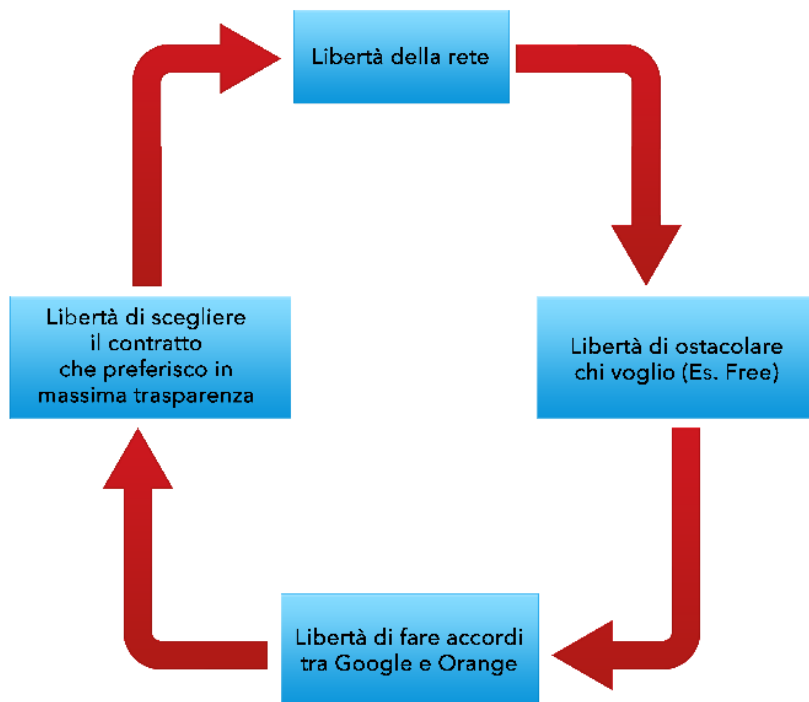 Libertà della rete
Libertà di ostacolare
chi voglio (Es. Free)
Libertà di fare accordi
tra Google e Orange
Libertà di scegliere
il contratto
che preferisco in
massima trasparenza